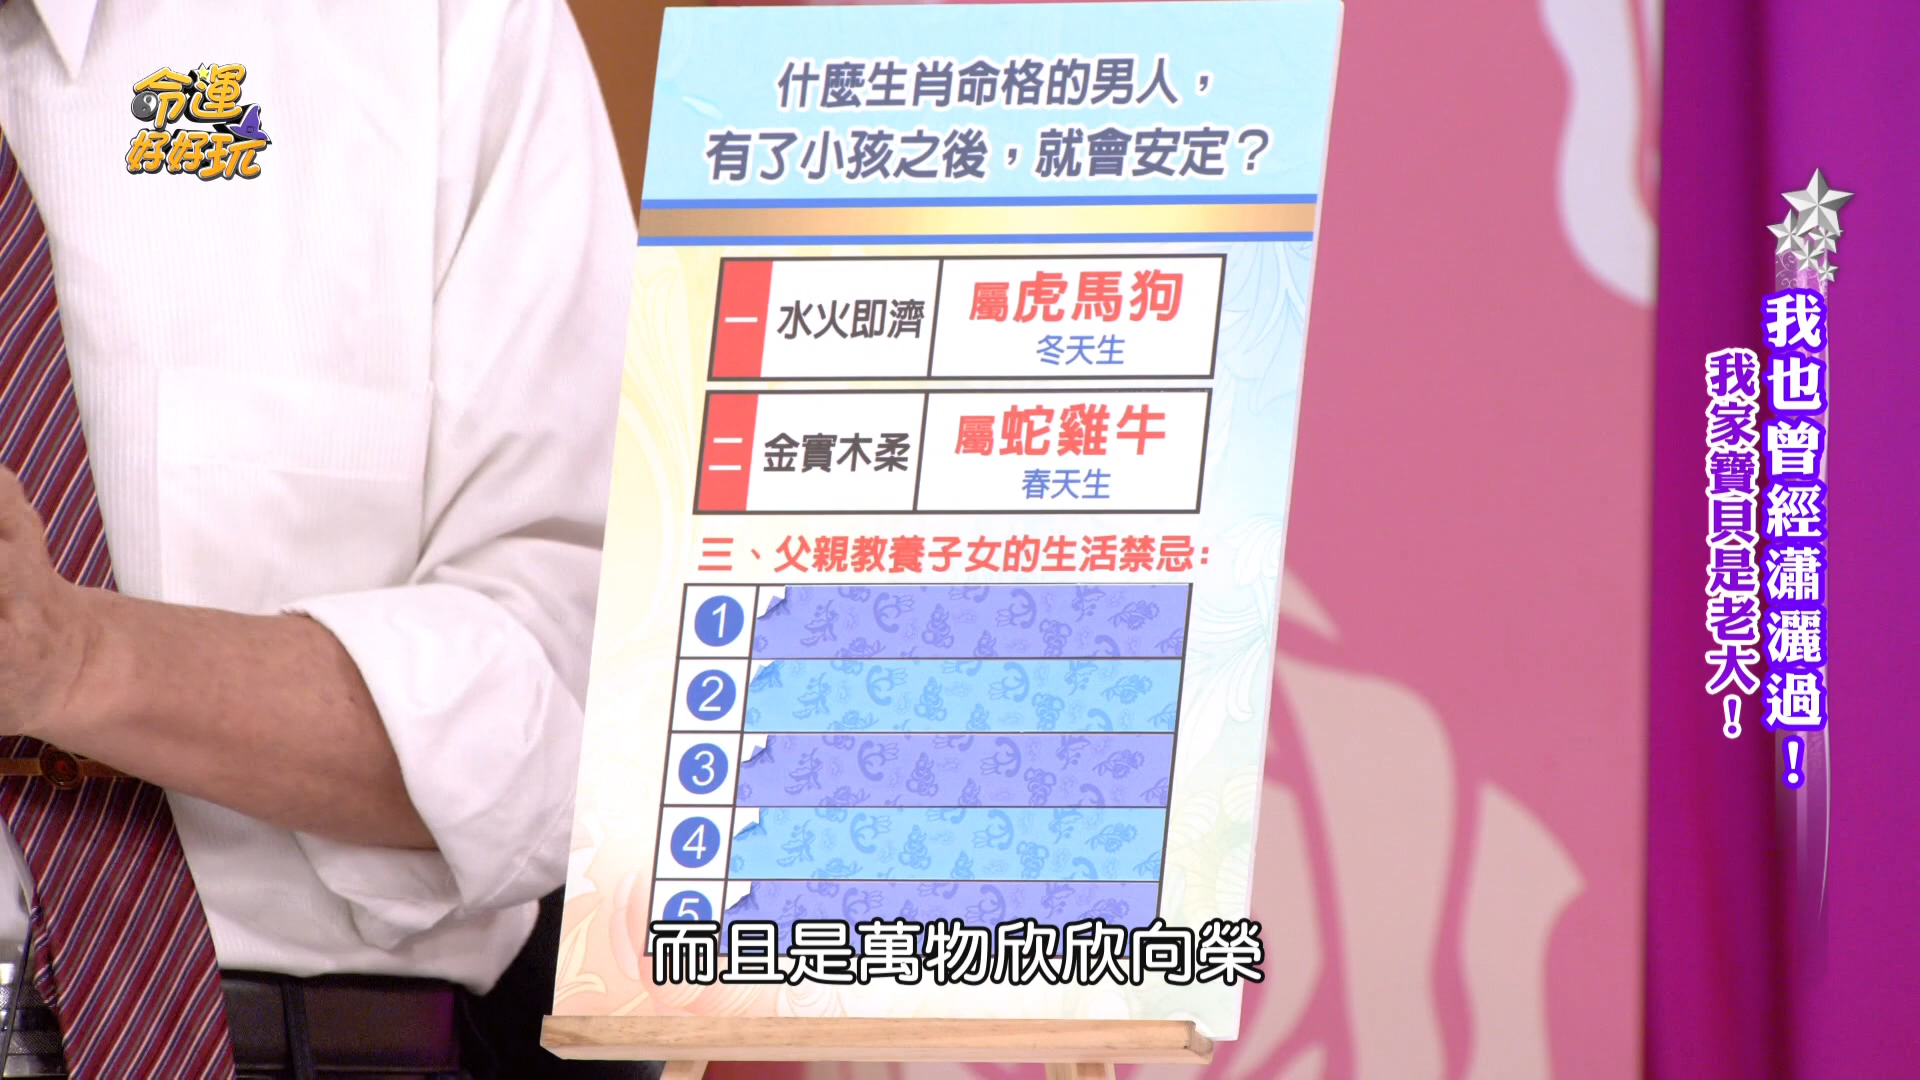 命運
好好玩
什麼生肖命格的男人，
有了小孩之後，就會安定？
一 水火即濟 屬虎馬狗
冬天生
二 金實木柔 屬蛇雞牛
春天生
三、父親教養子女的生活禁忌：
1
2
3
4
5
而且是萬物欣欣向榮
我也曾經瀟灑過！
我家寶貝是老大！